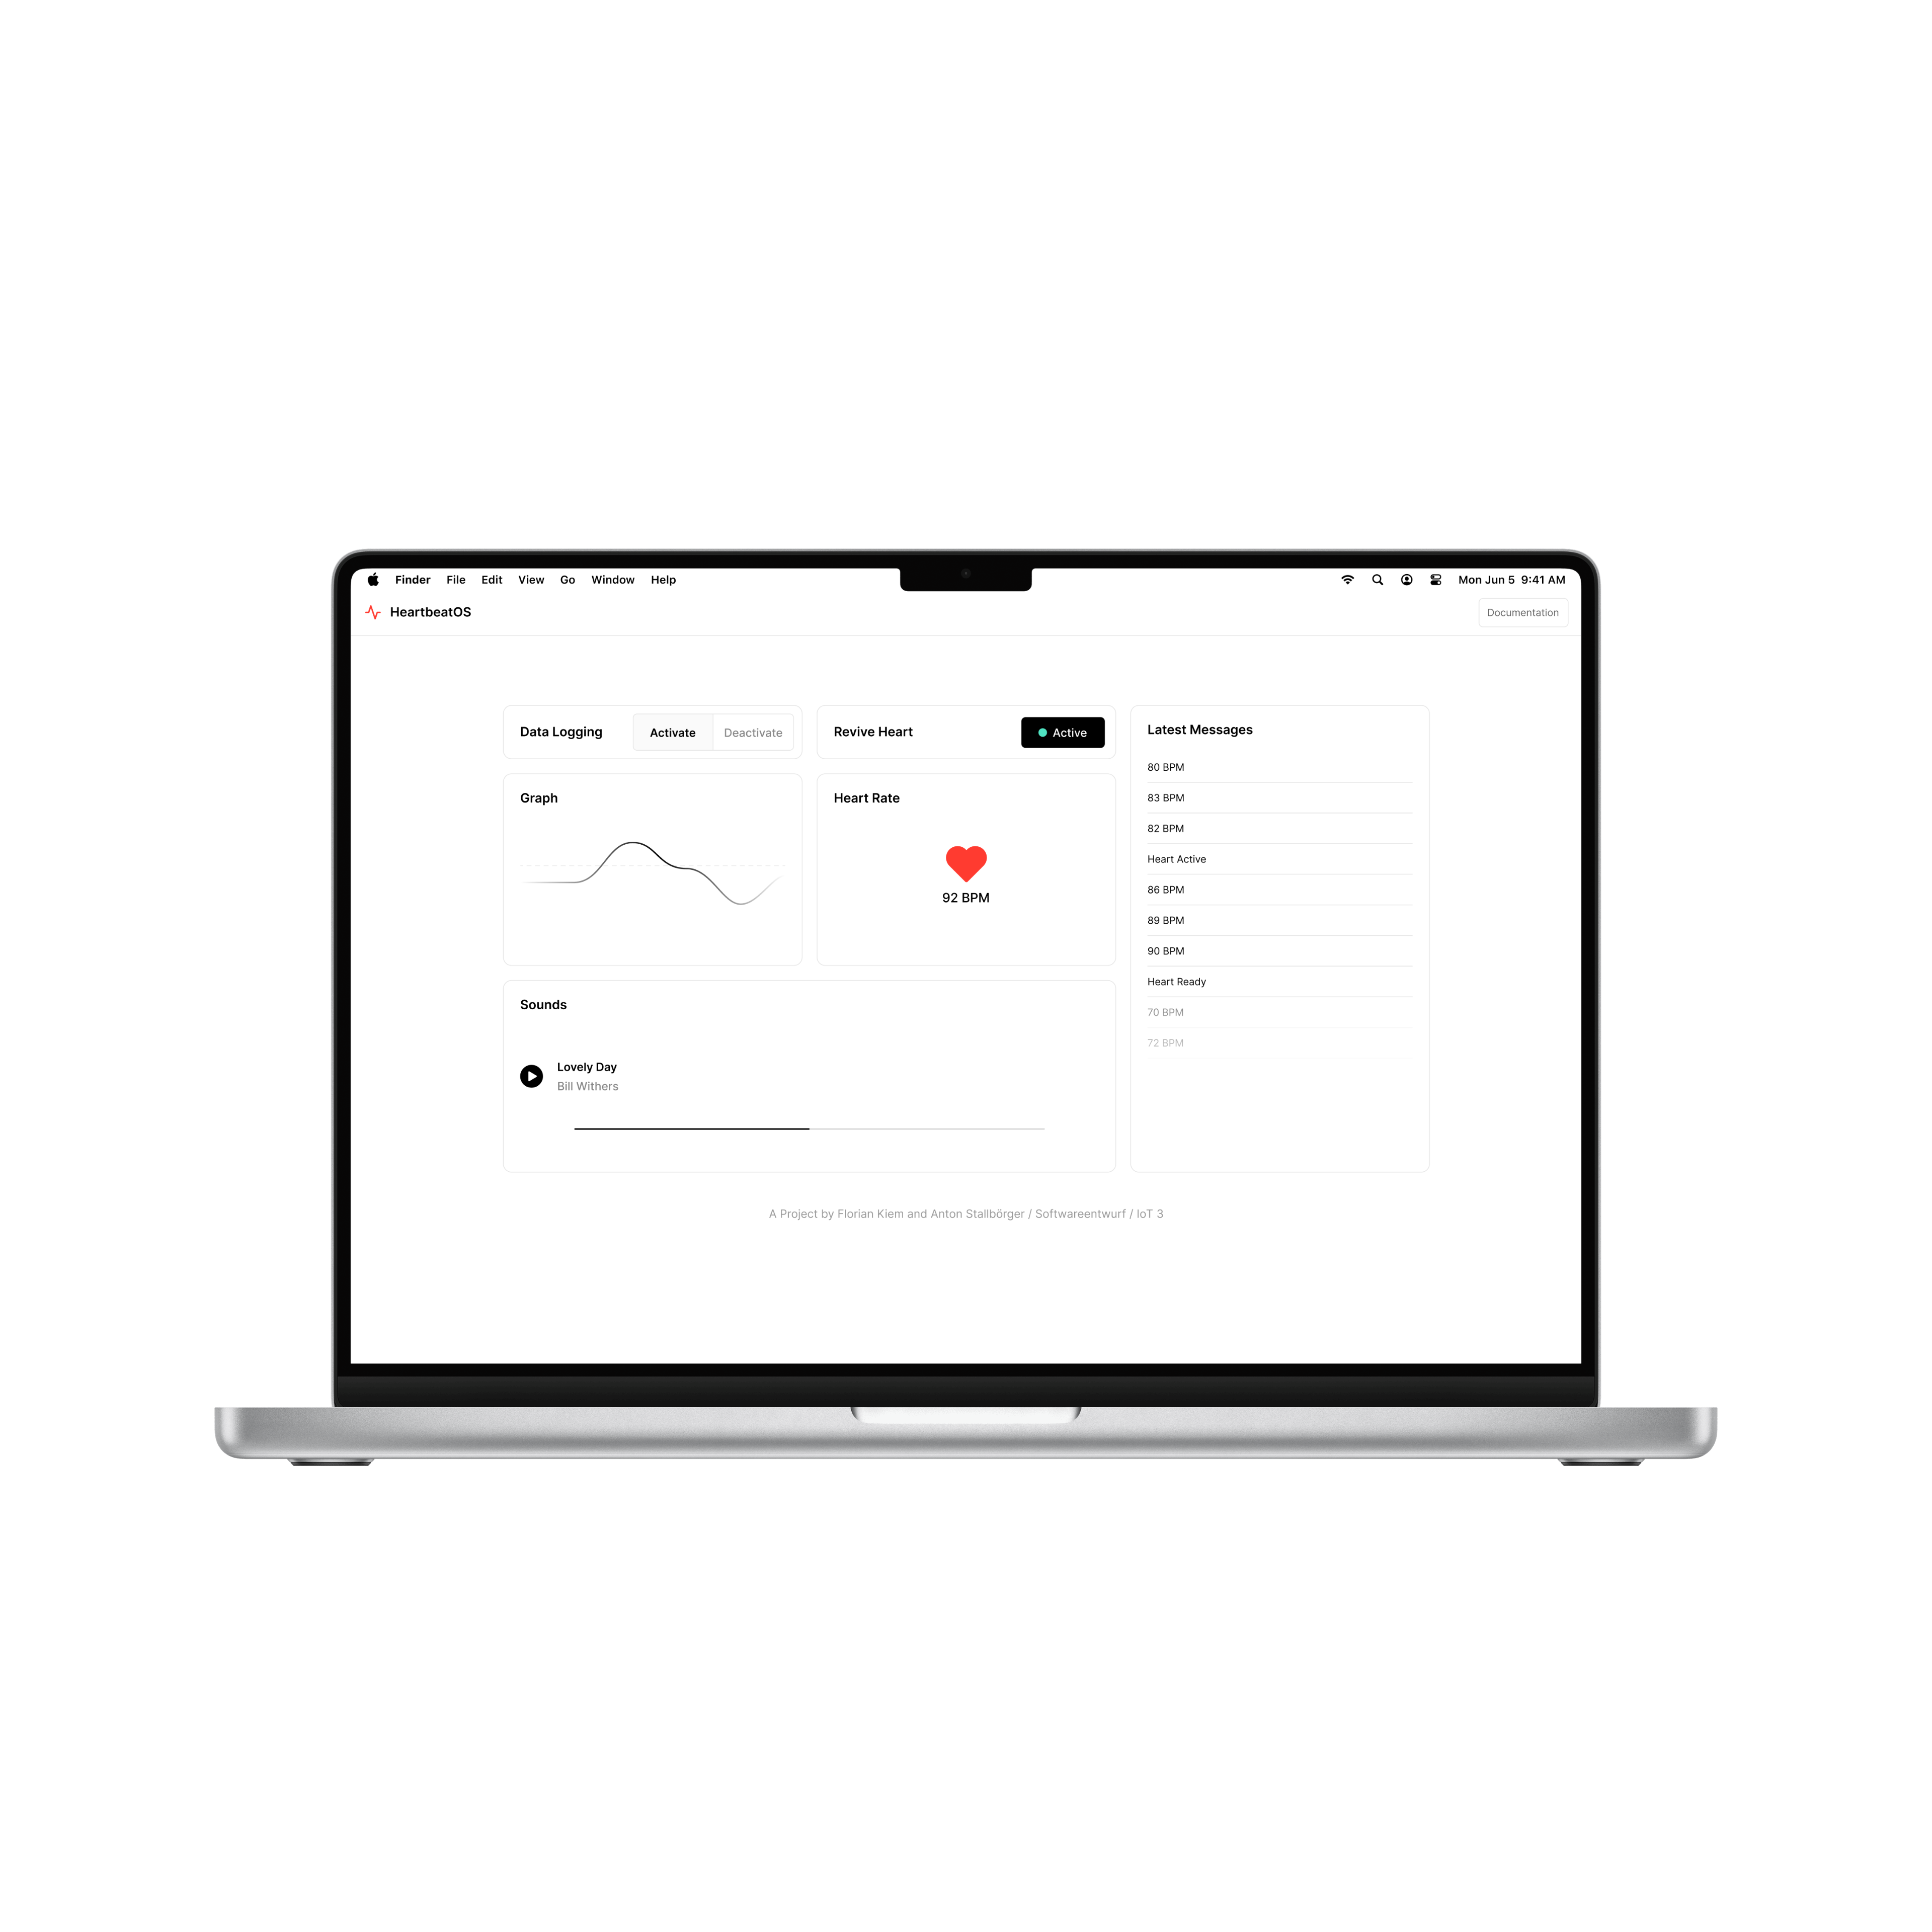 Finder File Edit View Go Window Help
Mon Jun 5 9:41 AM
HeartbeatOS
Documentation
Data Logging
Activate
Deactivate
Revive Heart
Active
Graph
Heart Rate
92 BPM
Sounds
Lovely Day
Bill Withers
Latest Messages
80 BPM
83 BPM
82 BPM
Heart Active
86 BPM
89 BPM
90 BPM
Heart Ready
70 BPM
72 BPM
A Project by Florian Kiem and Anton Stallbörger / Softwareentwurf / IoT 3